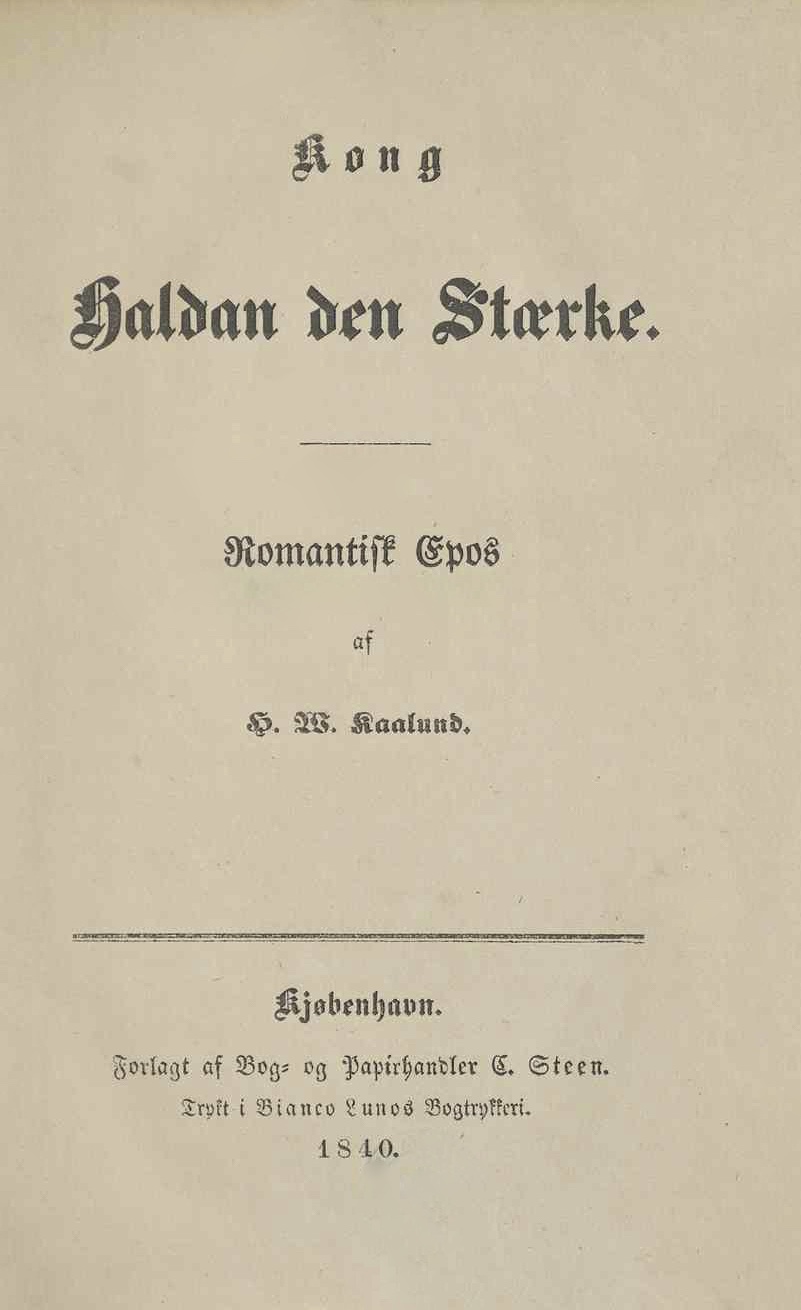 Kong
Haldan den Stærke.
Romantisk Epos
af
H. W. Kaalund.
Kjøbenhavn.
Forlagt af Bog- og Papirhandler C. Steen.
Trykt i Bianco Lunos Bogtrykkeri.
1840.